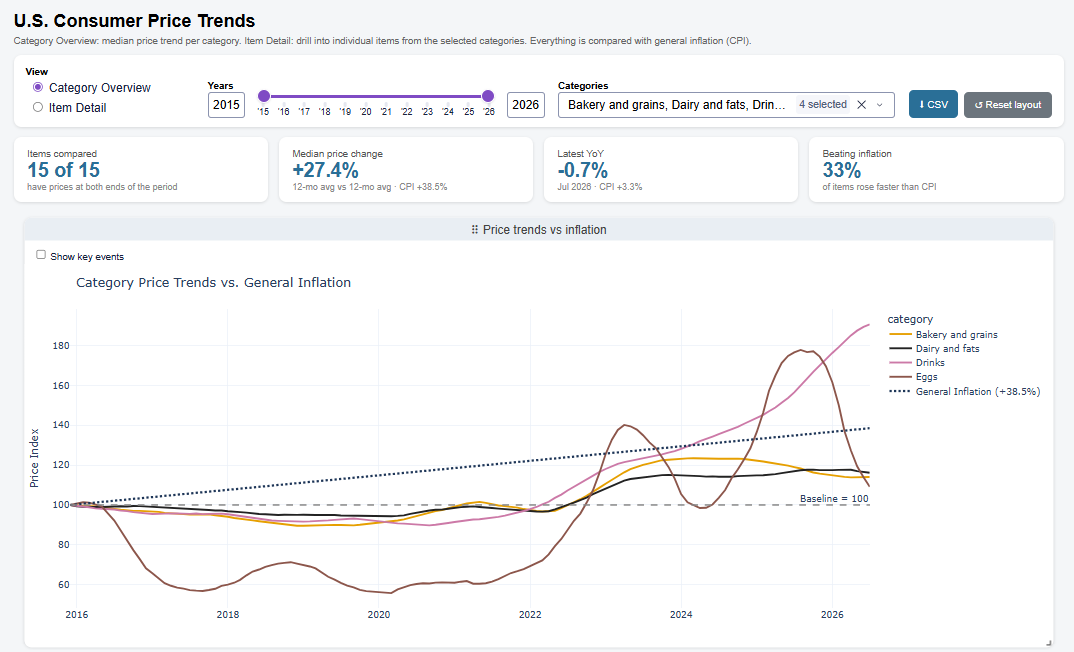 U.S. Consumer Price Trends
Category Overview: median price trend per category. Item Detail: drill into individual items from the selected categories. Everything is compared with general inflation (CPI).
View
Category Overview
Item Detail
Years
2015
'15 '16 '17 '18 '19 '20 '21 '22 '23 '24 '25 '26
2026
Categories
Bakery and grains, Dairy and fats, Drin... 4 selected
⬇ CSV
↺ Reset layout
Items compared
15 of 15
have prices at both ends of the period
Median price change
+27.4%
12-mo avg vs 12-mo avg · CPI +38.5%
Latest YoY
-0.7%
Jul 2026 · CPI +3.3%
Beating inflation
33%
of items rose faster than CPI
⠿ Price trends vs inflation
Show key events
Category Price Trends vs. General Inflation
Price Index
180
160
140
120
100
80
60
2016 2018 2020 2022 2024 2026
Baseline = 100
category
Bakery and grains
Dairy and fats
Drinks
Eggs
General Inflation (+38.5%)